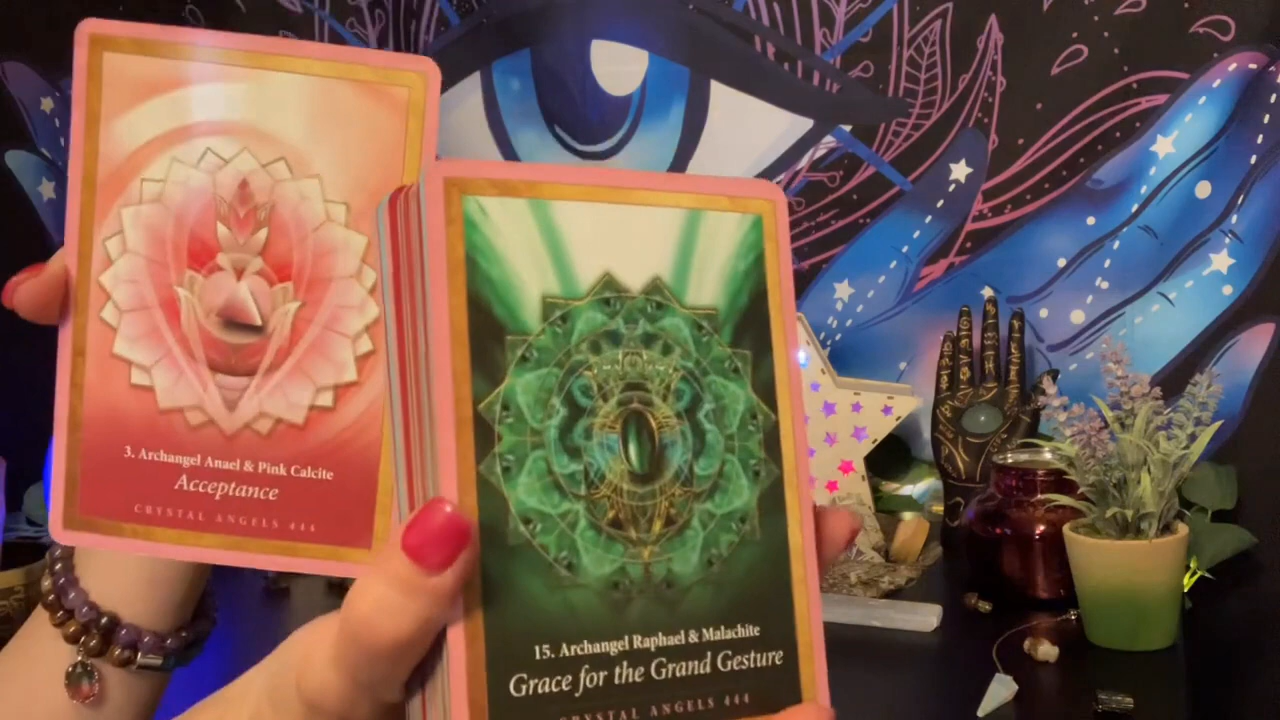 3. Archangel Anael & Pink Calcite
Acceptance
CRYSTAL ANGELS 444
15. Archangel Raphael & Malachite
Grace for the Grand Gesture
CRYSTAL ANGELS 444